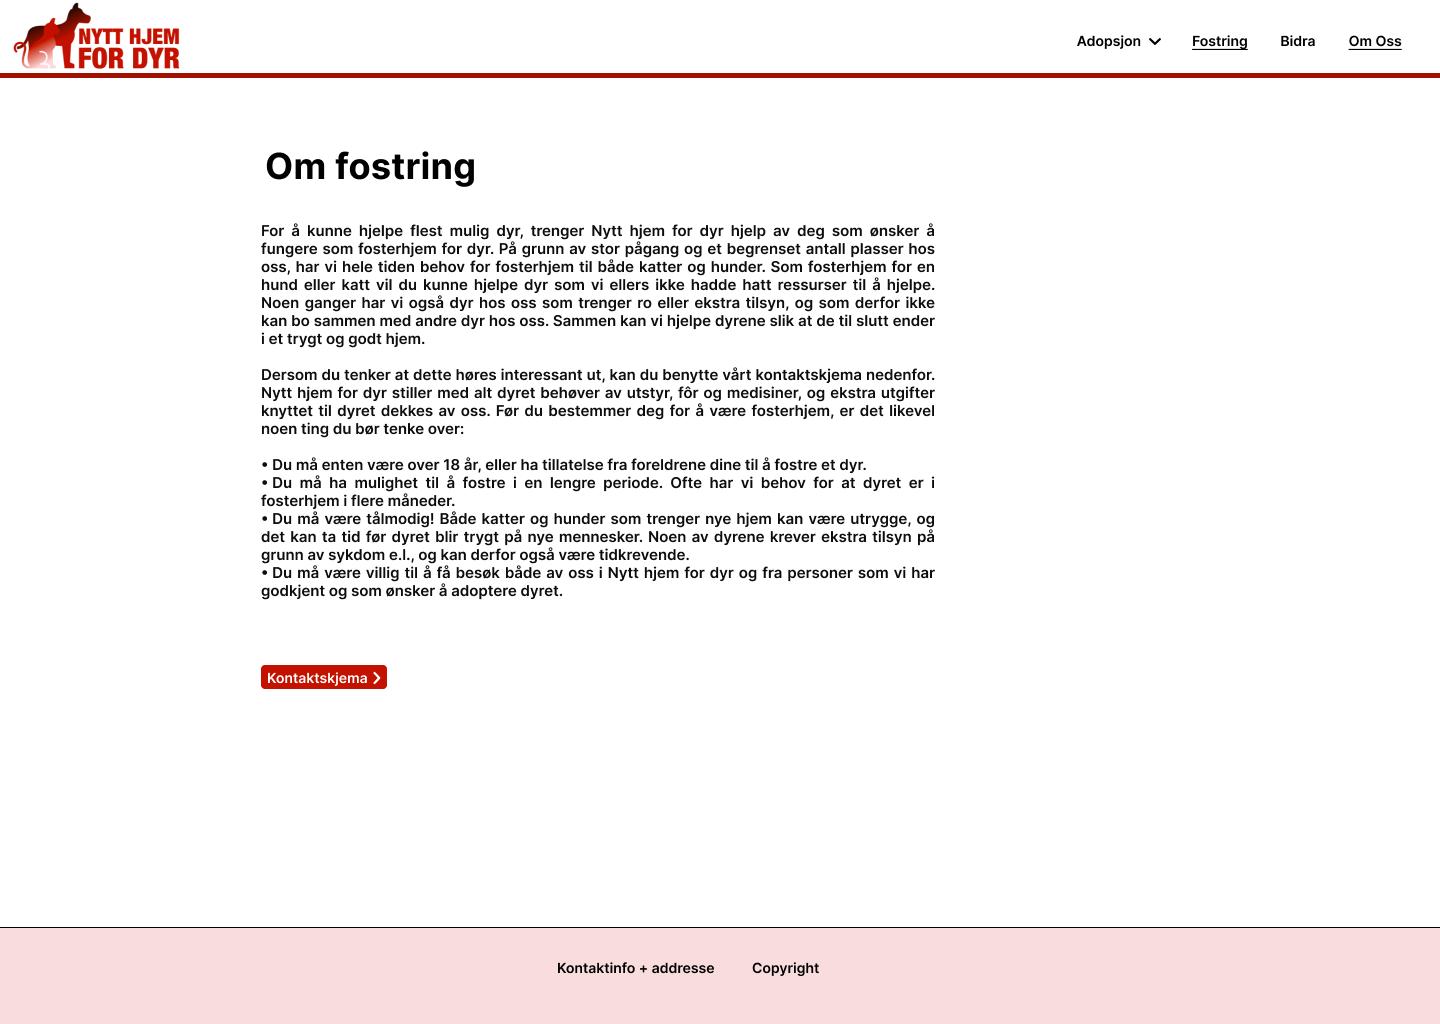 NYTT HJEM
FOR DYR
Adopsjon
Fostring
Bidra
Om Oss
Om fostring
For å kunne hjelpe flest mulig dyr, trenger Nytt hjem for dyr hjelp av deg som ønsker å
fungere som fosterhjem for dyr. På grunn av stor pågang og et begrenset antall plasser hos
oss, har vi hele tiden behov for fosterhjem til både katter og hunder. Som fosterhjem for en
hund eller katt vil du kunne hjelpe dyr som vi ellers ikke hadde hatt ressurser til å hjelpe.
Noen ganger har vi også dyr hos oss som trenger ro eller ekstra tilsyn, og som derfor ikke
kan bo sammen med andre dyr hos oss. Sammen kan vi hjelpe dyrene slik at de til slutt ender
i et trygt og godt hjem.
Dersom du tenker at dette høres interessant ut, kan du benytte vårt kontaktskjema nedenfor.
Nytt hjem for dyr stiller med alt dyret behøver av utstyr, fôr og medisiner, og ekstra utgifter
knyttet til dyret dekkes av oss. Før du bestemmer deg for å være fosterhjem, er det likevel
noen ting du bør tenke over:
• Du må enten være over 18 år, eller ha tillatelse fra foreldrene dine til å fostre et dyr.
• Du må ha mulighet til å fostre i en lengre periode. Ofte har vi behov for at dyret er i
fosterhjem i flere måneder.
• Du må være tålmodig! Både katter og hunder som trenger nye hjem kan være utrygge, og
det kan ta tid før dyret blir trygt på nye mennesker. Noen av dyrene krever ekstra tilsyn på
grunn av sykdom e.l., og kan derfor også være tidkrevende.
• Du må være villig til å få besøk både av oss i Nytt hjem for dyr og fra personer som vi har
godkjent og som ønsker å adoptere dyret.
Kontaktskjema
Kontaktinfo + addresse
Copyright